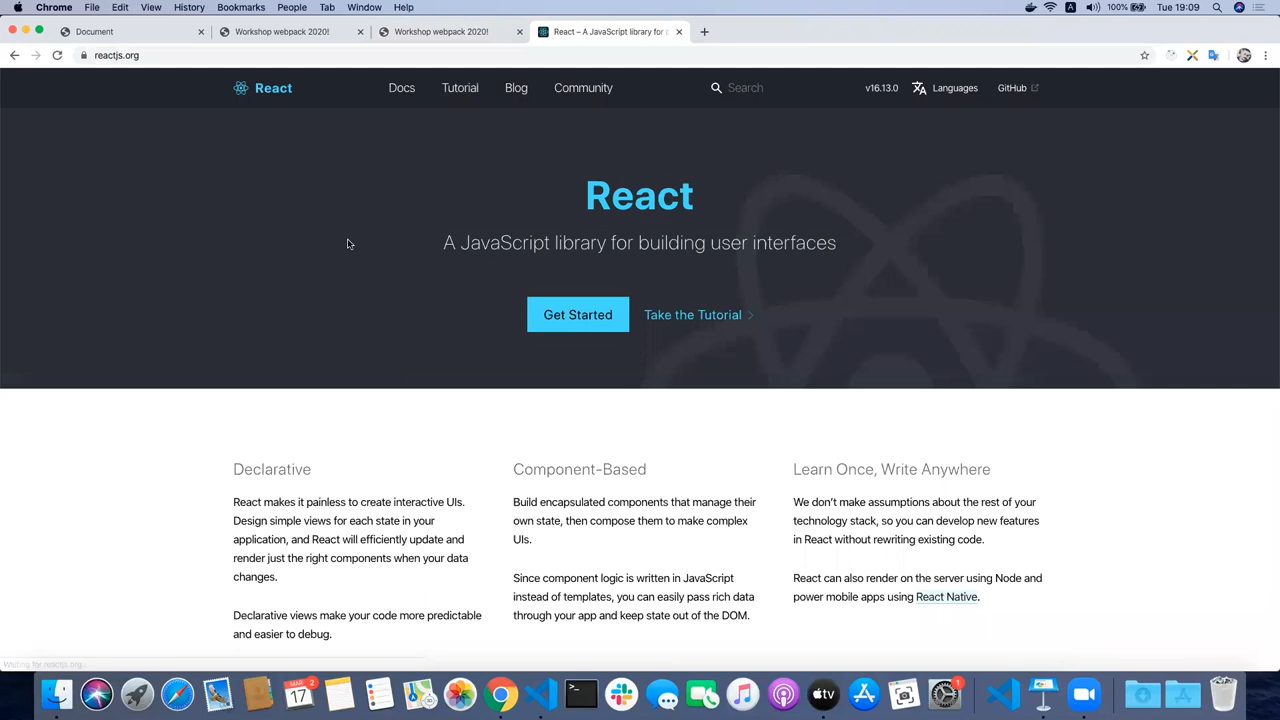 Chrome File Edit View History Bookmarks People Tab Window Help 100% Tue 19:09
Document Workshop webpack 2020! Workshop webpack 2020! React – A JavaScript library for
reactjs.org
React Docs Tutorial Blog Community Search v16.13.0 Languages GitHub
React
A JavaScript library for building user interfaces
Get Started Take the Tutorial
Declarative
React makes it painless to create interactive UIs.
Design simple views for each state in your
application, and React will efficiently update and
render just the right components when your data
changes.
Declarative views make your code more predictable
and easier to debug.
Component-Based
Build encapsulated components that manage their
own state, then compose them to make complex
UIs.
Since component logic is written in JavaScript
instead of templates, you can easily pass rich data
through your app and keep state out of the DOM.
Learn Once, Write Anywhere
We don't make assumptions about the rest of your
technology stack, so you can develop new features
in React without rewriting existing code.
React can also render on the server using Node and
power mobile apps using React Native.
Waiting for reactjs.org...
MAR
17
2
tv
1